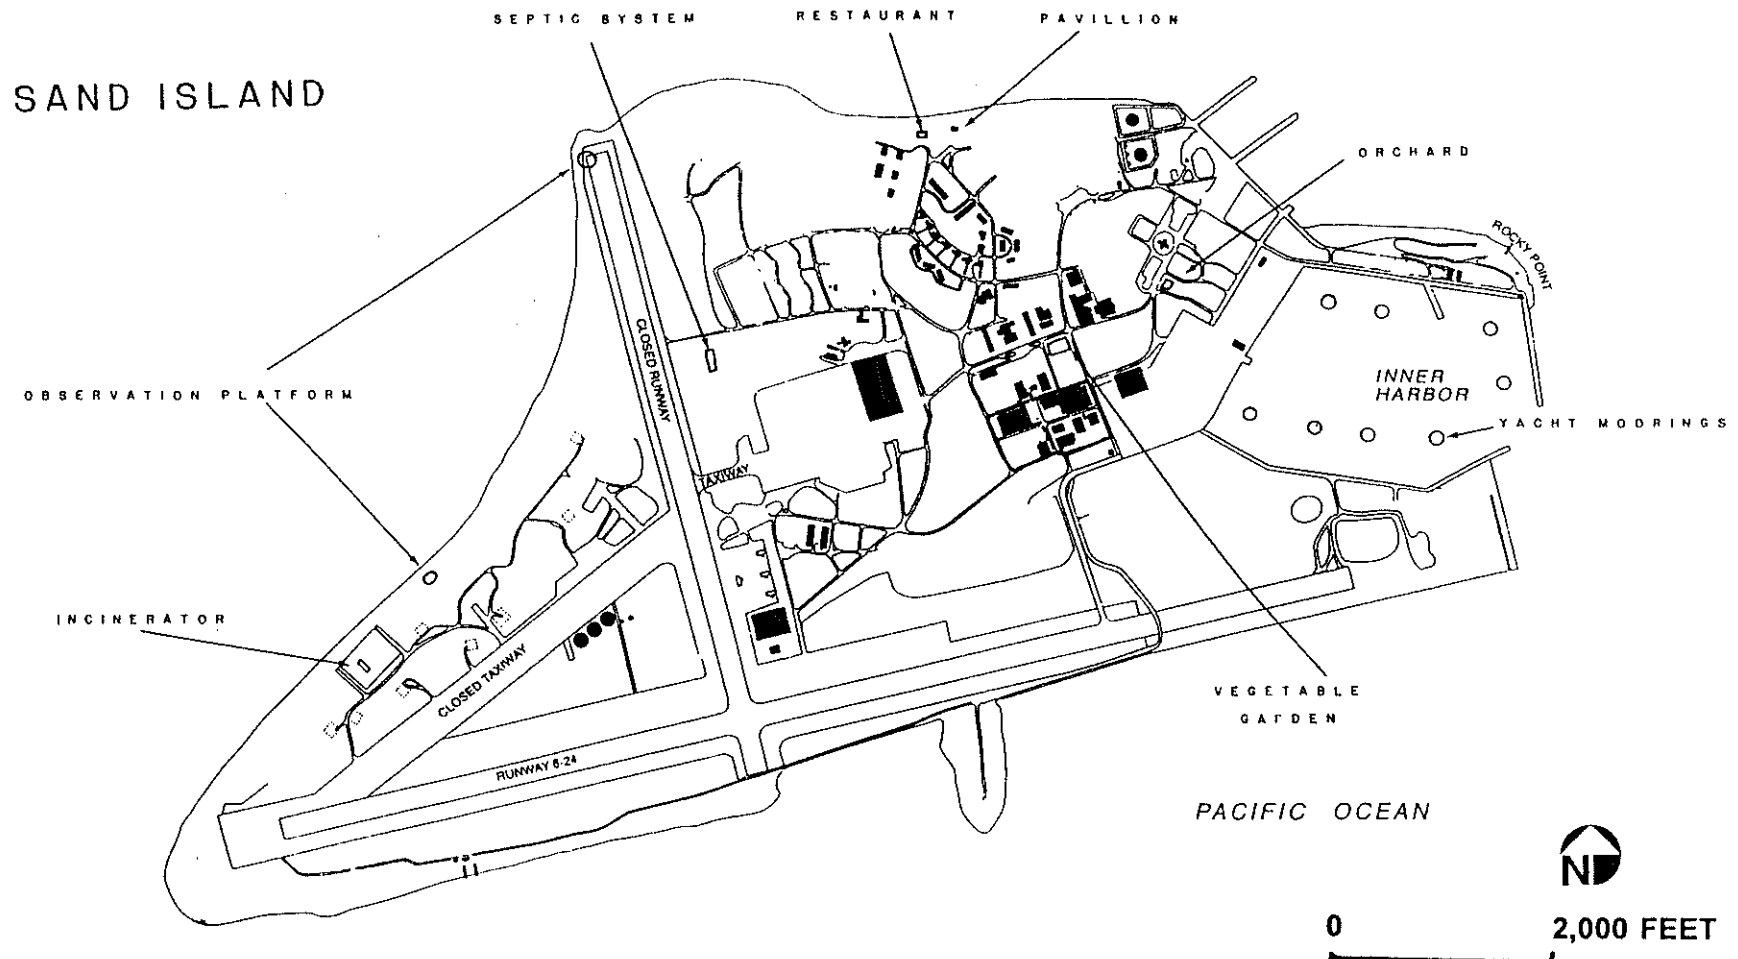 SEPTIC BYSTEM
RESTAURANT
PAVILLION
SAND ISLAND
ORCHARD
ROCKY POINT
CLOSED RUNWAY
OBSERVATION PLATFORM
INNER
HARBOR
YACHT MOORINGS
TAXIWAY
INCINERATOR
CLOSED TAXIWAY
VEGETABLE
GARDEN
RUNWAY 6-24
PACIFIC OCEAN
N
0
2,000 FEET